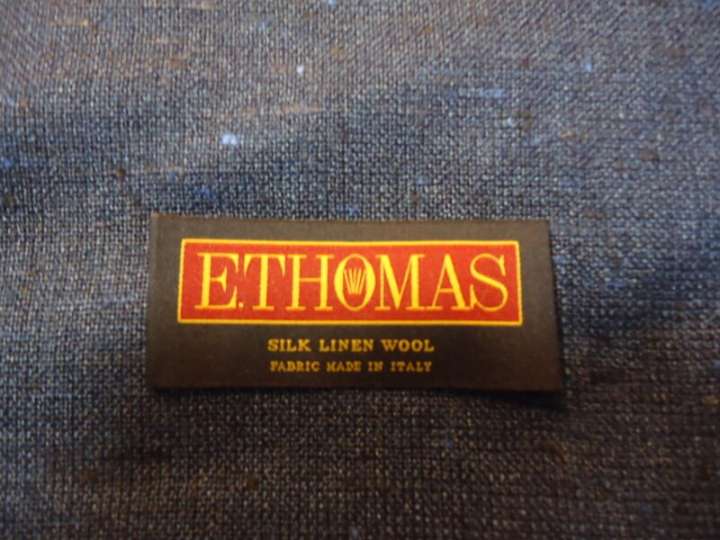 E.THOMAS
SILK LINEN WOOL
FABRIC MADE IN ITALY